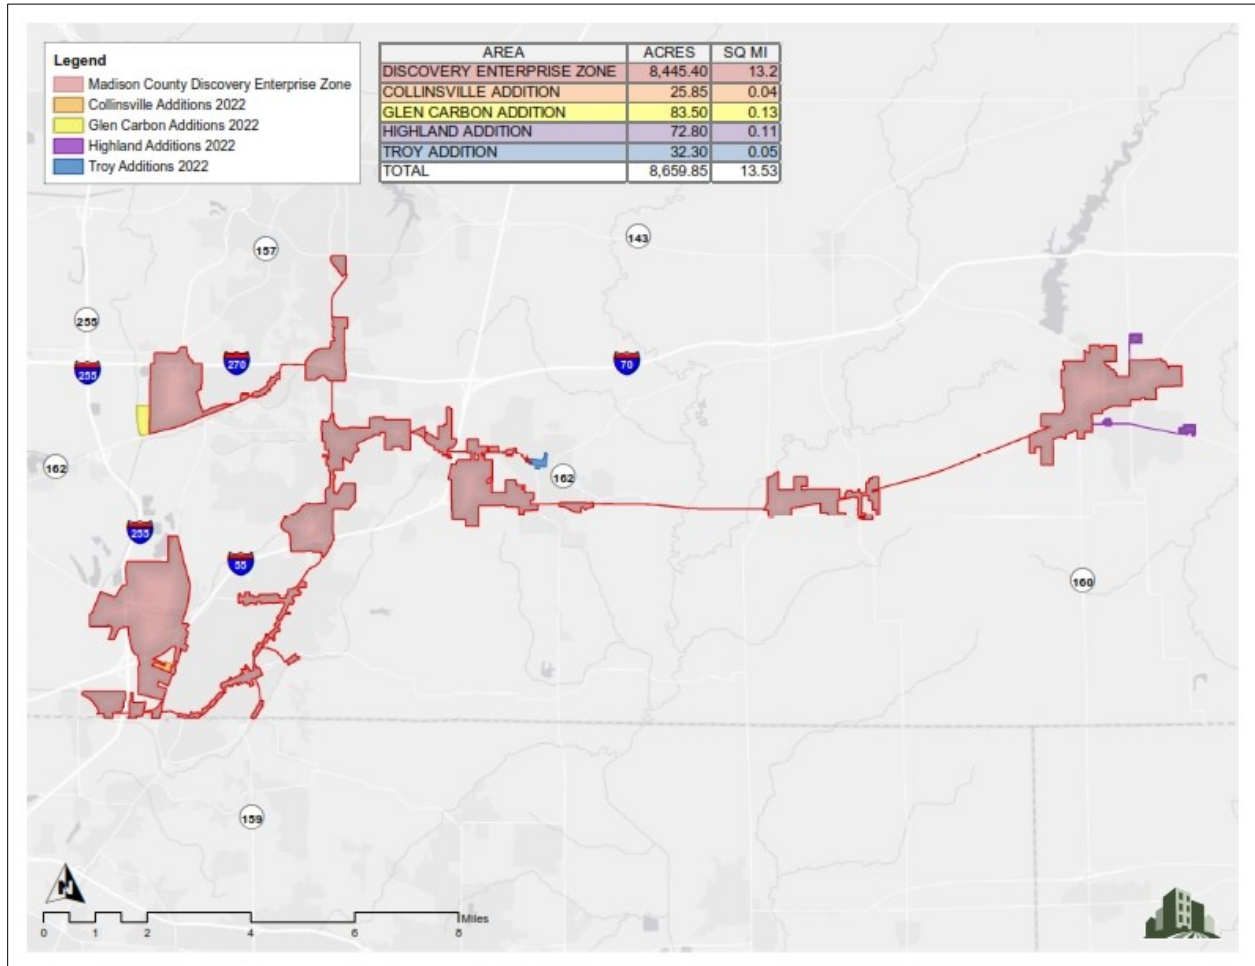 Legend
Madison County Discovery Enterprise Zone
Collinsville Additions 2022
Glen Carbon Additions 2022
Highland Additions 2022
Troy Additions 2022
AREA ACRES SQ MI
DISCOVERY ENTERPRISE ZONE 8,445.40 13.2
COLLINSVILLE ADDITION 25.85 0.04
GLEN CARBON ADDITION 83.50 0.13
HIGHLAND ADDITION 72.80 0.11
TROY ADDITION 32.30 0.05
TOTAL 8,659.85 13.53
143
157
255
270
70
255
162
162
255
55
160
159
N
Miles
0 1 2 4 6 8